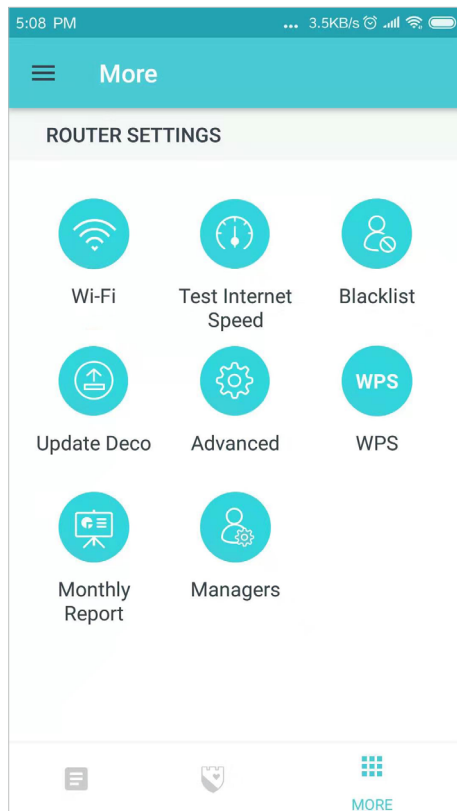 5:08 PM ... 3.5KB/s
More
ROUTER SETTINGS
Wi-Fi
Test Internet
Speed
Blacklist
Update Deco
Advanced
WPS
WPS
Monthly
Report
Managers
MORE